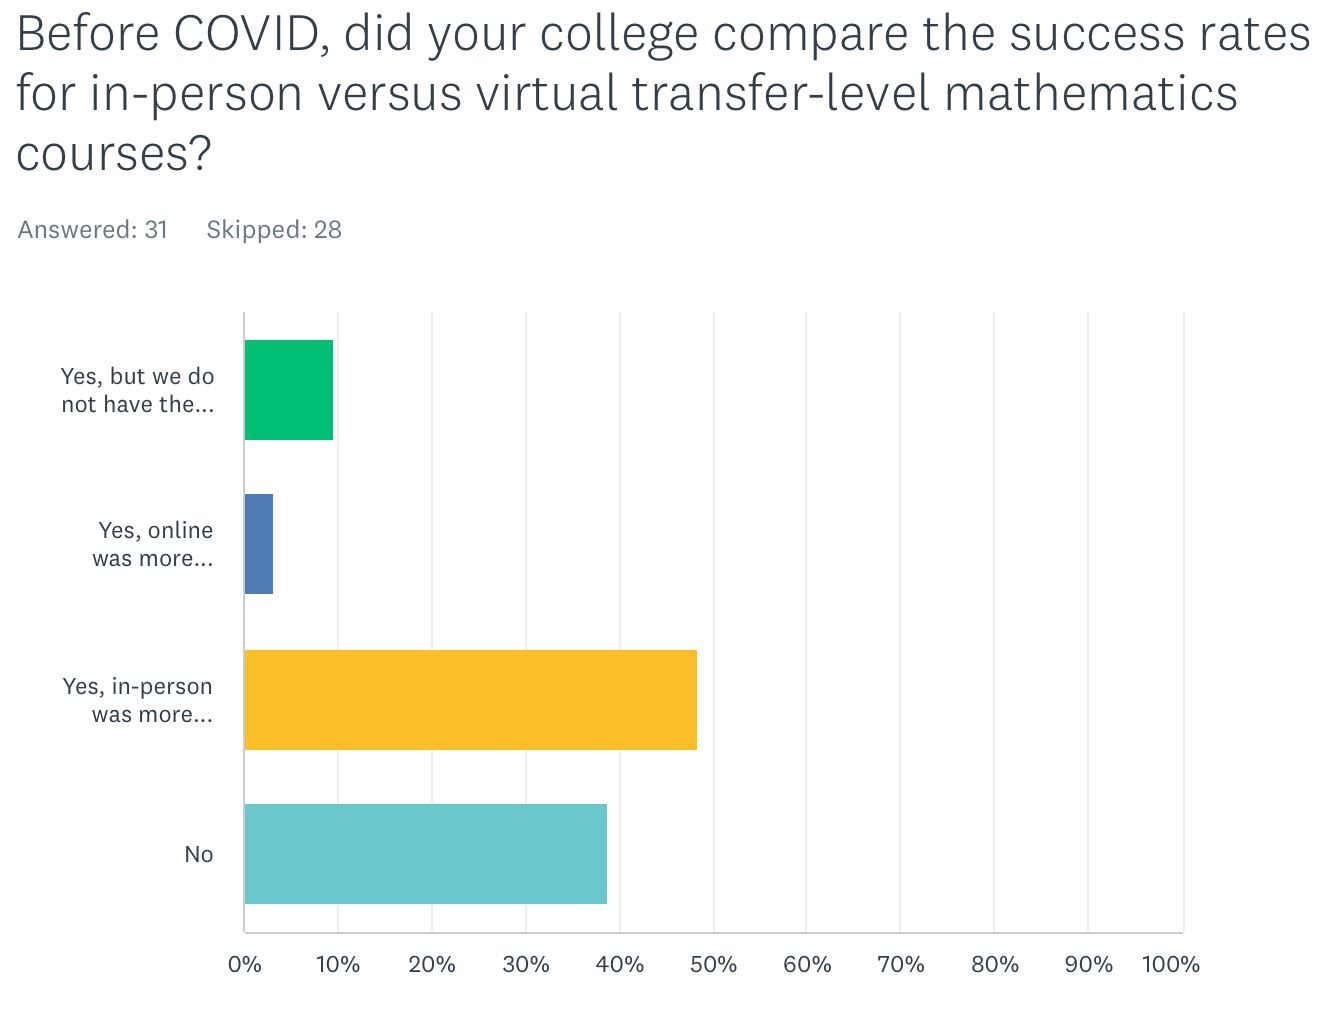 Before COVID, did your college compare the success rates
for in-person versus virtual transfer-level mathematics
courses?
Answered: 31 Skipped: 28
Yes, but we do
not have the...
Yes, online
was more...
Yes, in-person
was more...
No
0% 10% 20% 30% 40% 50% 60% 70% 80% 90% 100%